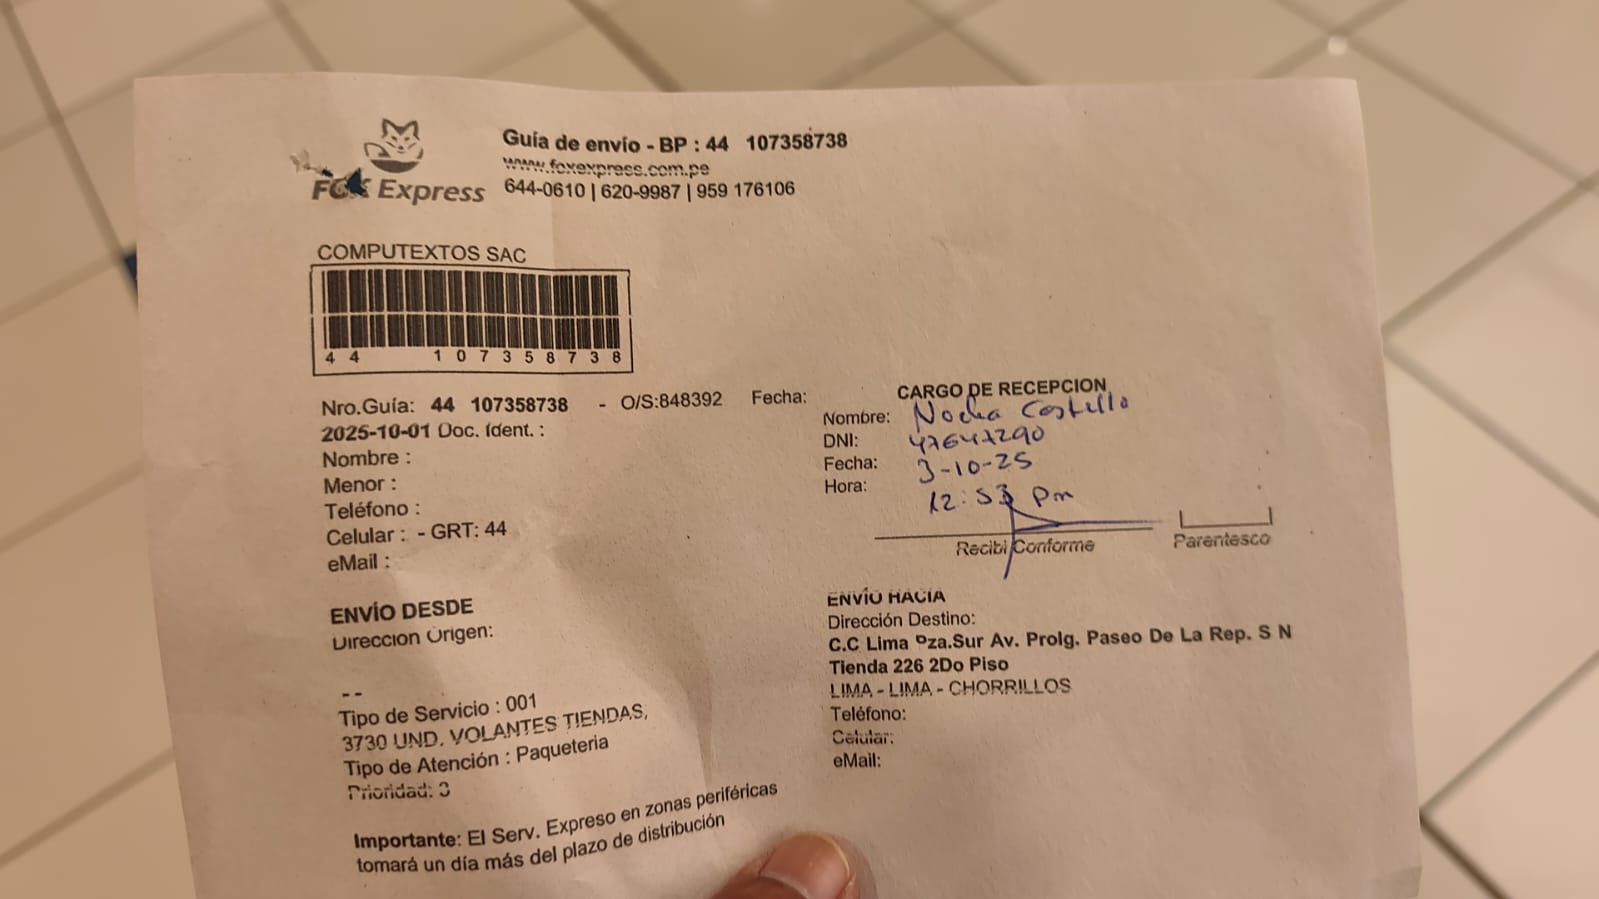 FOX Express
Guía de envío - BP : 44 107358738
www.foxexpress.com.pe
644-0610 | 620-9987 | 959 176106
COMPUTEXTOS SAC
44 107358738
Nro.Guía: 44 107358738 - O/S:848392 Fecha:
2025-10-01 Doc. Ident. :
Nombre :
Menor :
Teléfono :
Celular : - GRT: 44
eMail :
CARGO DE RECEPCION
Nombre: Costello
DNI: 47647290
Fecha: 3-10-25
Hora: 12:53 pm
Recibi Conforme
Parentesco
ENVÍO DESDE
Dirección Origen:
--
Tipo de Servicio : 001
3730 UND. VOLANTES TIENDAS,
Tipo de Atención : Paqueteria
Prioridad: 3
ENVÍO HACIA
Dirección Destino:
C.C Lima Pza.Sur Av. Prolg. Paseo De La Rep. S N
Tienda 226 2Do Piso
LIMA - LIMA - CHORRILLOS
Teléfono:
Celular:
eMail:
Importante: El Serv. Expreso en zonas periféricas
tomará un día más del plazo de distribución